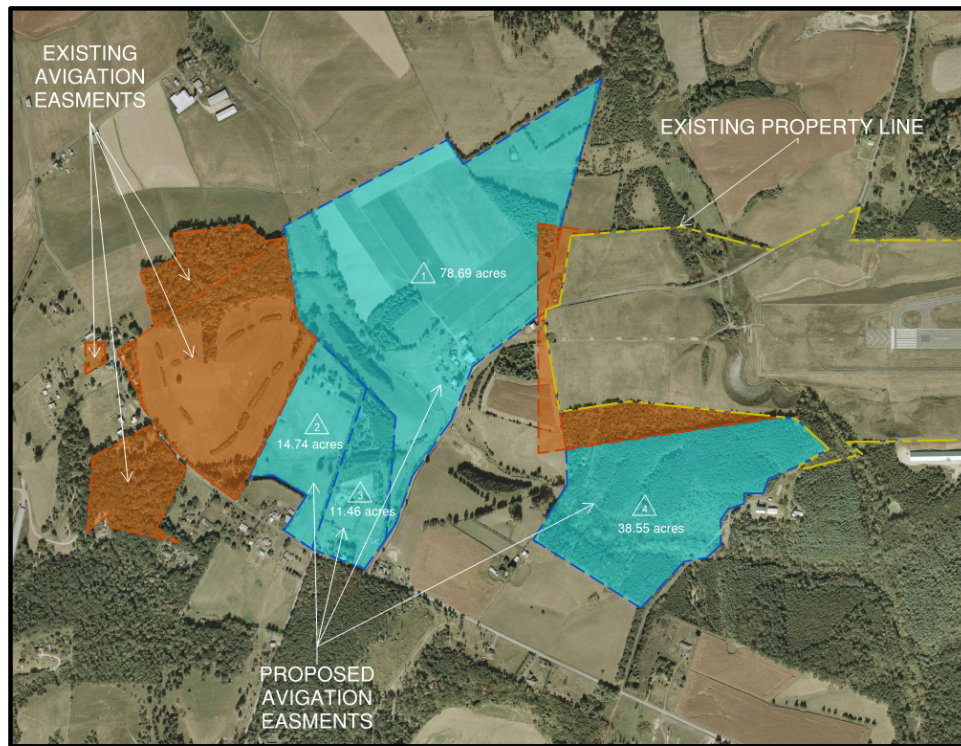 EXISTING
AVIGATION
EASMENTS
EXISTING PROPERTY LINE
1
78.69 acres
2
14.74 acres
3
11.46 acres
4
38.55 acres
PROPOSED
AVIGATION
EASMENTS